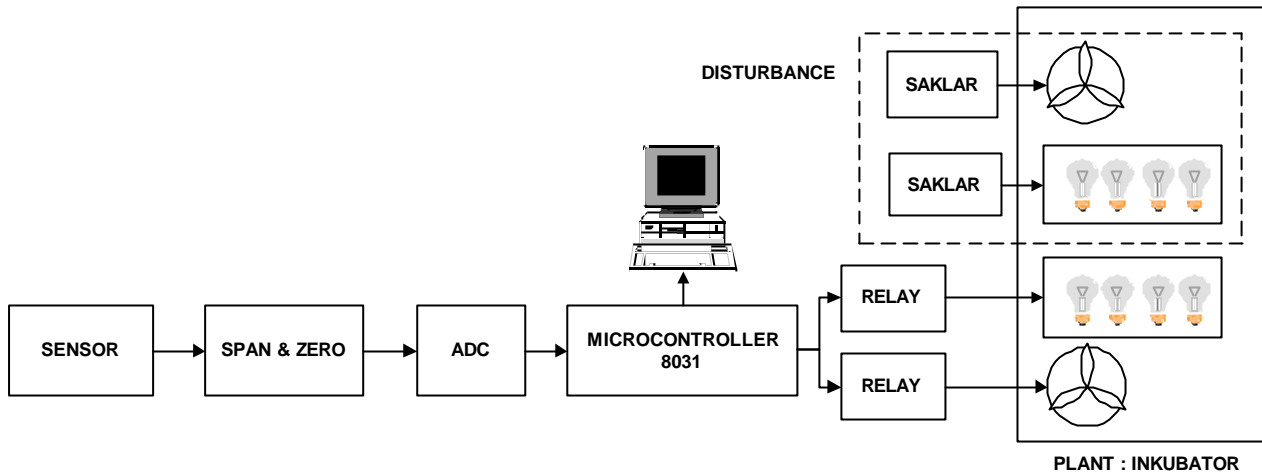 DISTURBANCE
SAKLAR
SAKLAR
SENSOR
SPAN & ZERO
ADC
MICROCONTROLLER
8031
RELAY
RELAY
PLANT : INKUBATOR